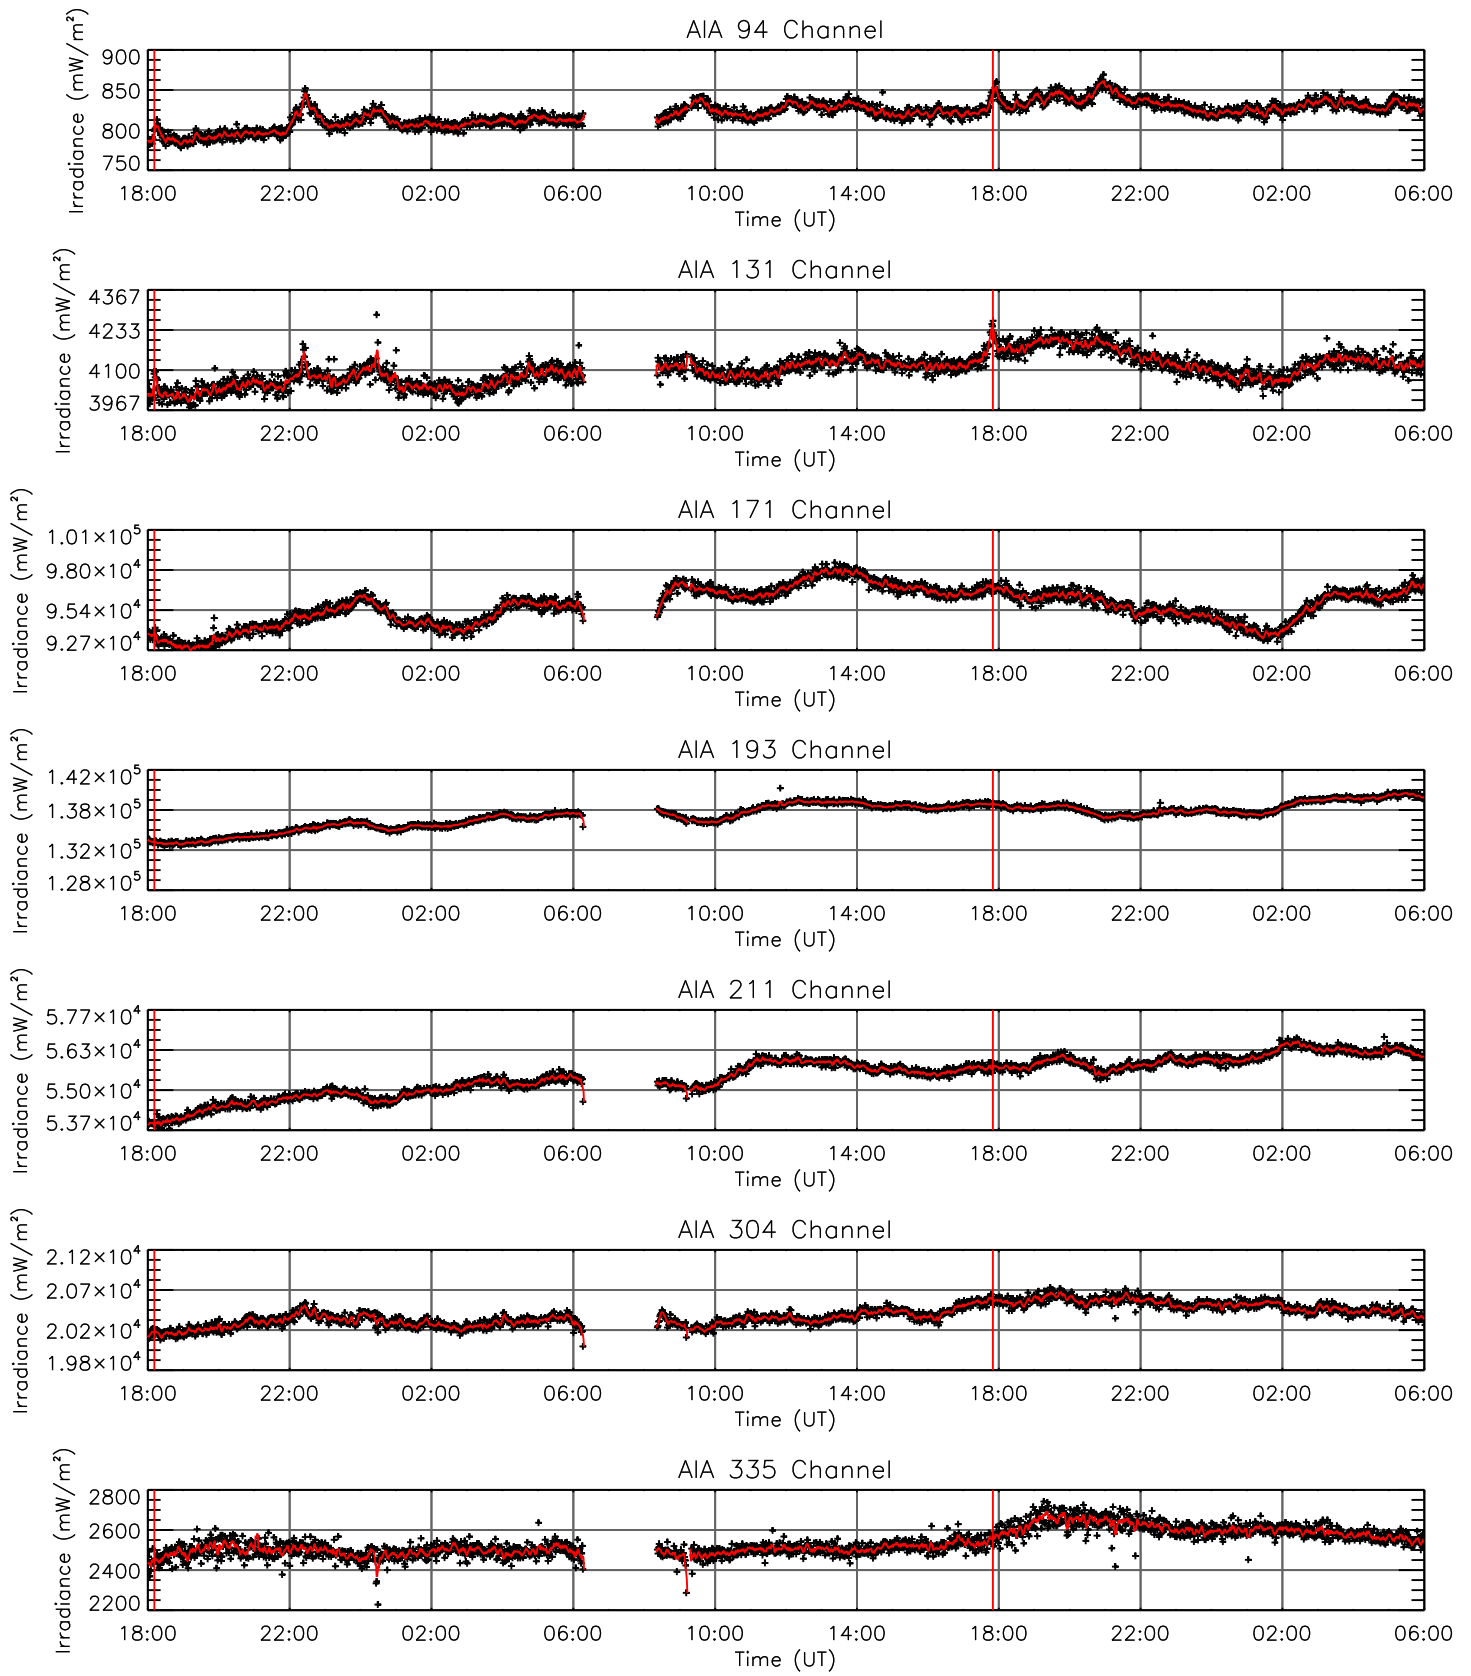 AIA 94 Channel
Irradiance (mW/m²)
900
850
800
750
18:00 22:00 02:00 06:00 10:00 14:00 18:00 22:00 02:00 06:00
Time (UT)
AIA 131 Channel
Irradiance (mW/m²)
4367
4233
4100
3967
18:00 22:00 02:00 06:00 10:00 14:00 18:00 22:00 02:00 06:00
Time (UT)
AIA 171 Channel
Irradiance (mW/m²)
1.01×10⁵
9.80×10⁴
9.54×10⁴
9.27×10⁴
18:00 22:00 02:00 06:00 10:00 14:00 18:00 22:00 02:00 06:00
Time (UT)
AIA 193 Channel
Irradiance (mW/m²)
1.42×10⁵
1.38×10⁵
1.32×10⁵
1.28×10⁵
18:00 22:00 02:00 06:00 10:00 14:00 18:00 22:00 02:00 06:00
Time (UT)
AIA 211 Channel
Irradiance (mW/m²)
5.77×10⁴
5.63×10⁴
5.50×10⁴
5.37×10⁴
18:00 22:00 02:00 06:00 10:00 14:00 18:00 22:00 02:00 06:00
Time (UT)
AIA 304 Channel
Irradiance (mW/m²)
2.12×10⁴
2.07×10⁴
2.02×10⁴
1.98×10⁴
18:00 22:00 02:00 06:00 10:00 14:00 18:00 22:00 02:00 06:00
Time (UT)
AIA 335 Channel
Irradiance (mW/m²)
2800
2600
2400
2200
18:00 22:00 02:00 06:00 10:00 14:00 18:00 22:00 02:00 06:00
Time (UT)